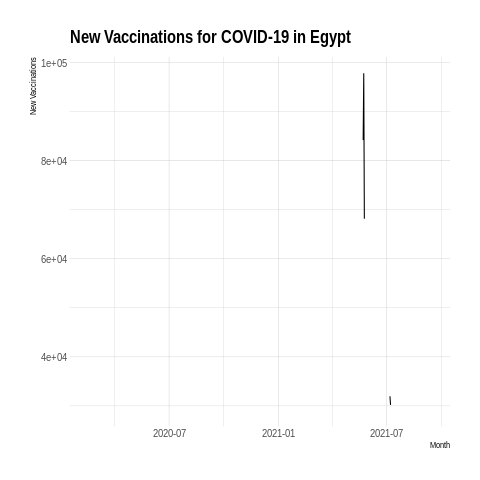 New Vaccinations for COVID-19 in Egypt
New Vaccinations
1e+05
8e+04
6e+04
4e+04
2020-07 2021-01 2021-07
Month